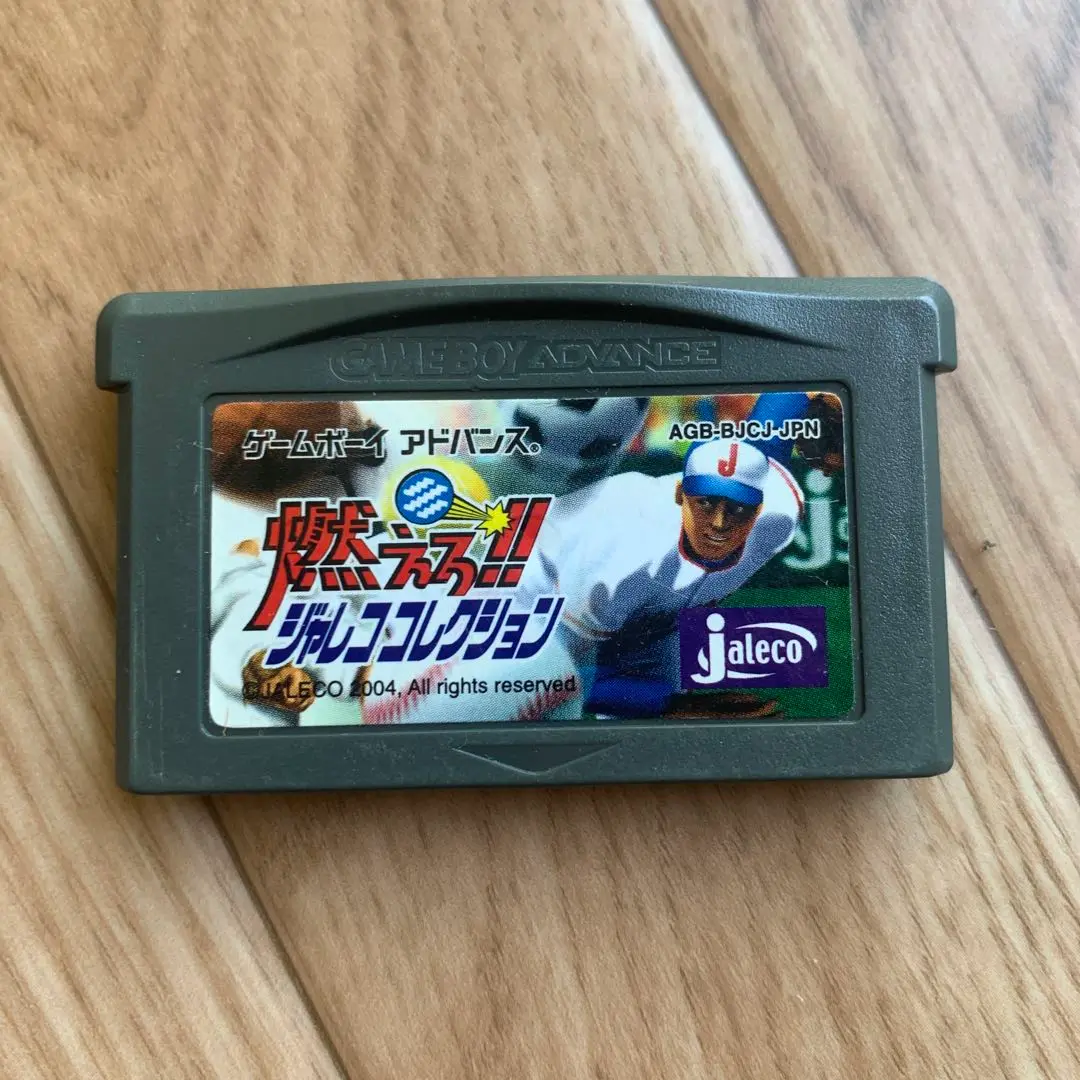 GAME BOY ADVANCE
ゲームボーイ アドバンス®
AGB-BJCJ-JPN
燃えろ!!
ジャレココレクション
J
jaleco
©JALECO 2004, All rights reserved